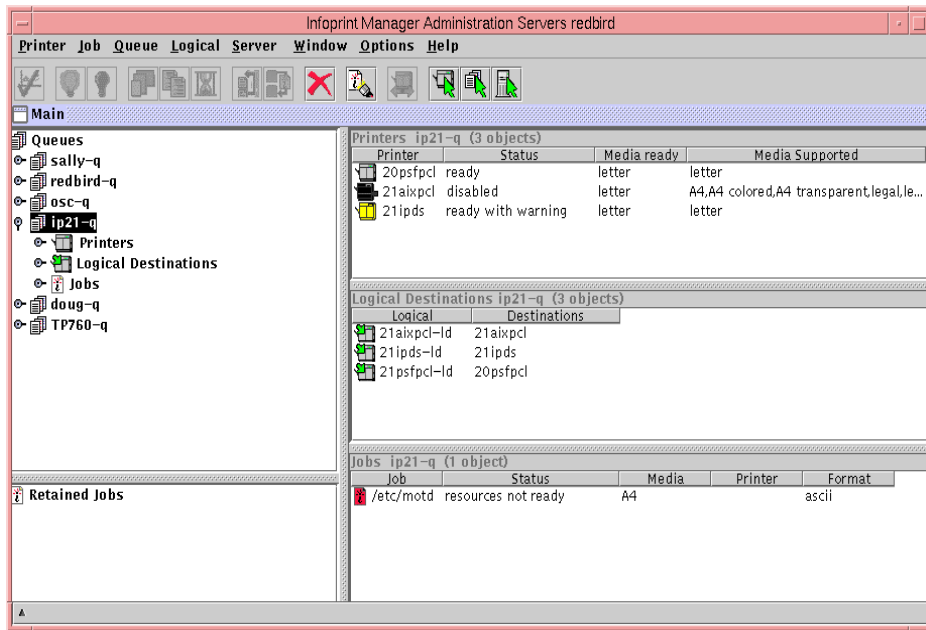 Infoprint Manager Administration Servers redbird
Printer Job Queue Logical Server Window Options Help
Main
Queues
sally-q
redbird-q
osc-q
ip21-q
Printers
Logical Destinations
Jobs
doug-q
TP760-q
Retained Jobs
Printers ip21-q (3 objects)
Printer Status Media ready Media Supported
20psfpcl ready letter letter
21aixpcl disabled letter A4,A4 colored,A4 transparent,legal,le...
21ipds ready with warning letter letter
Logical Destinations ip21-q (3 objects)
Logical Destinations
21aixpcl-ld 21aixpcl
21ipds-ld 21ipds
21psfpcl-ld 20psfpcl
Jobs ip21-q (1 object)
Job Status Media Printer Format
/etc/motd resources not ready A4 ascii